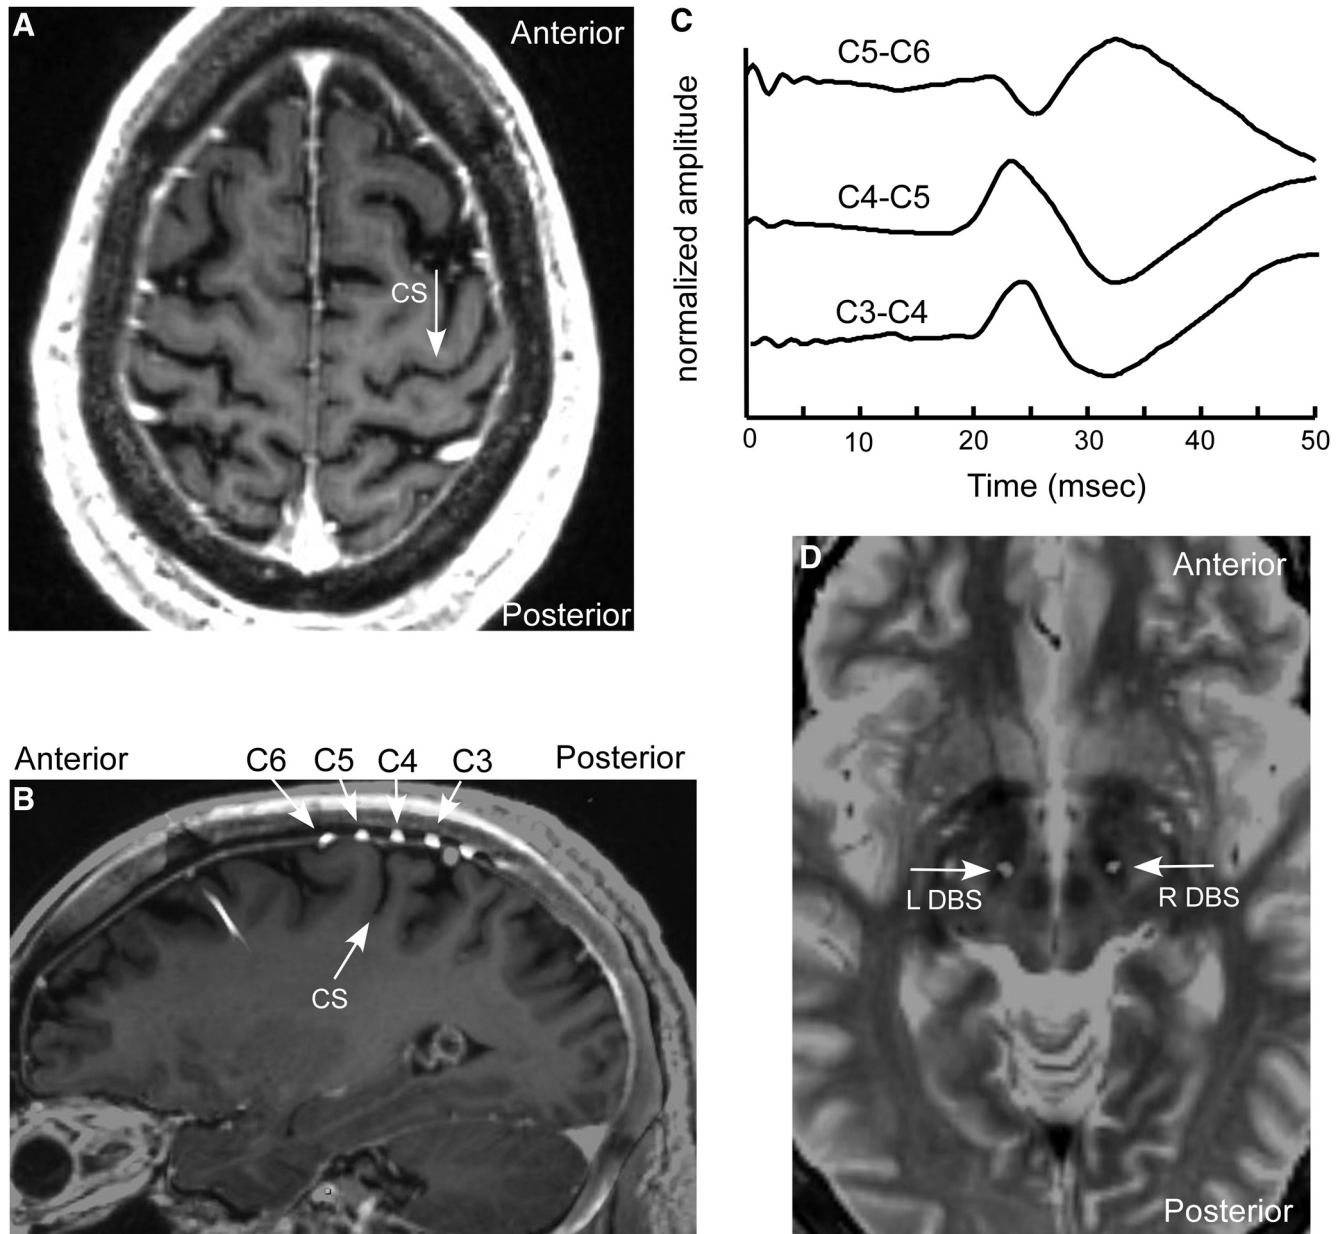 A
Anterior
CS
Posterior
C
C5-C6
C4-C5
C3-C4
normalized amplitude
0 10 20 30 40 50
Time (msec)
Anterior C6 C5 C4 C3 Posterior
B
CS
D
Anterior
L DBS
R DBS
Posterior